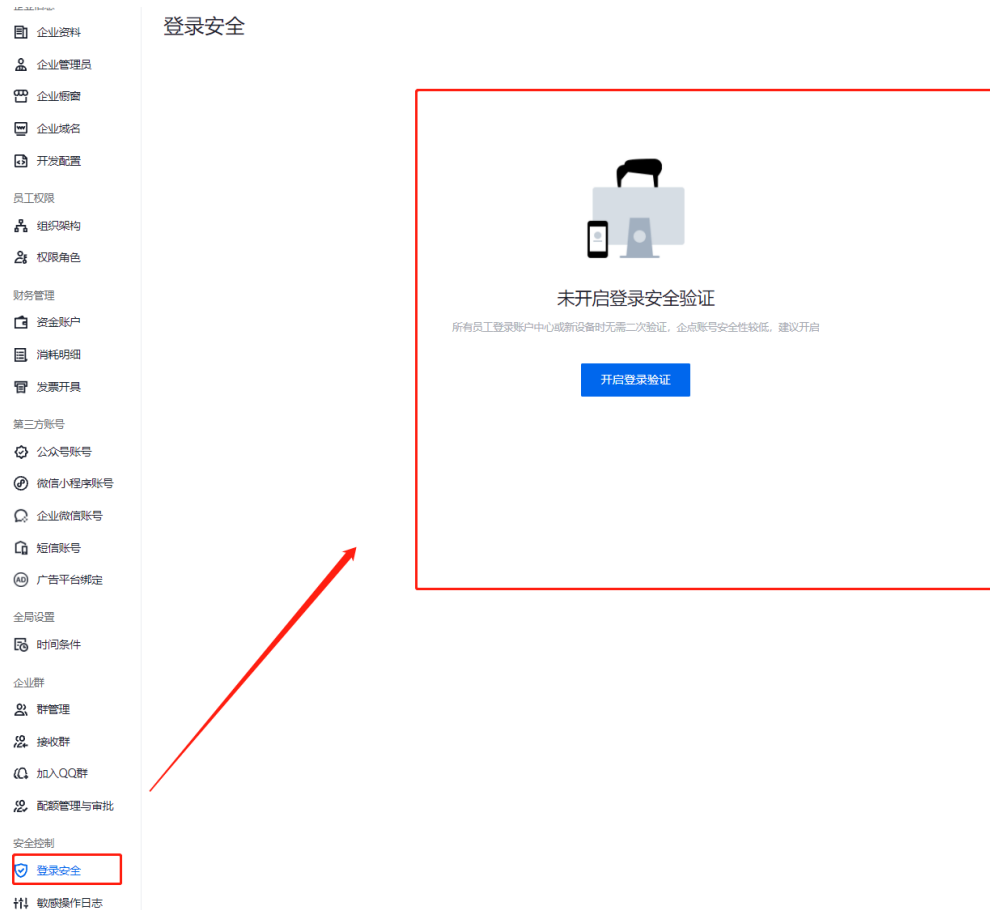 企业资料
企业管理员
企业橱窗
企业域名
开发配置
员工权限
组织架构
权限角色
财务管理
资金账户
消耗明细
发票开具
第三方账号
公众号账号
微信小程序账号
企业微信账号
短信账号
AD 广告平台绑定
全局设置
时间条件
企业群
群管理
接收群
加入QQ群
配额管理与审批
安全控制
登录安全
敏感操作日志
登录安全
未开启登录安全验证
所有员工登录账户中心或新设备时无需二次验证，企点账号安全性较低，建议开启
开启登录验证